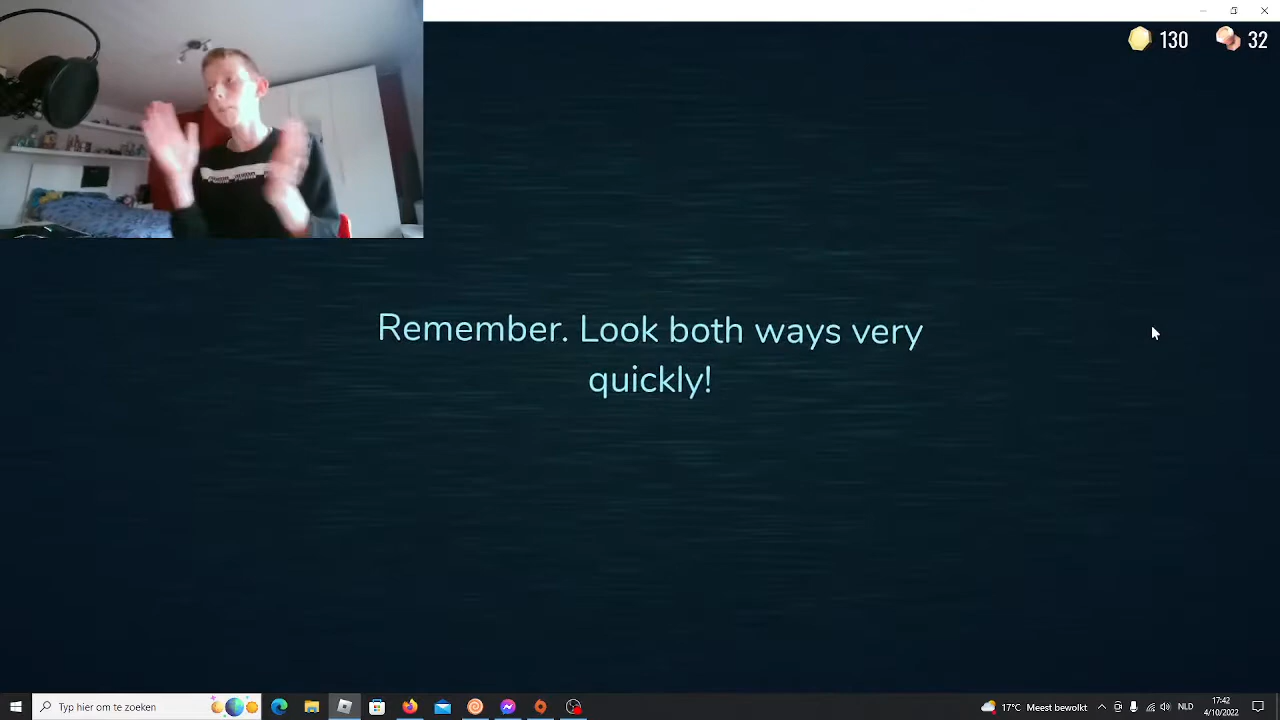 130 32
Remember. Look both ways very
quickly!
Typ hier om te zoeken
17°C Meest bewolkt
NLD
17:42
4/10/2022